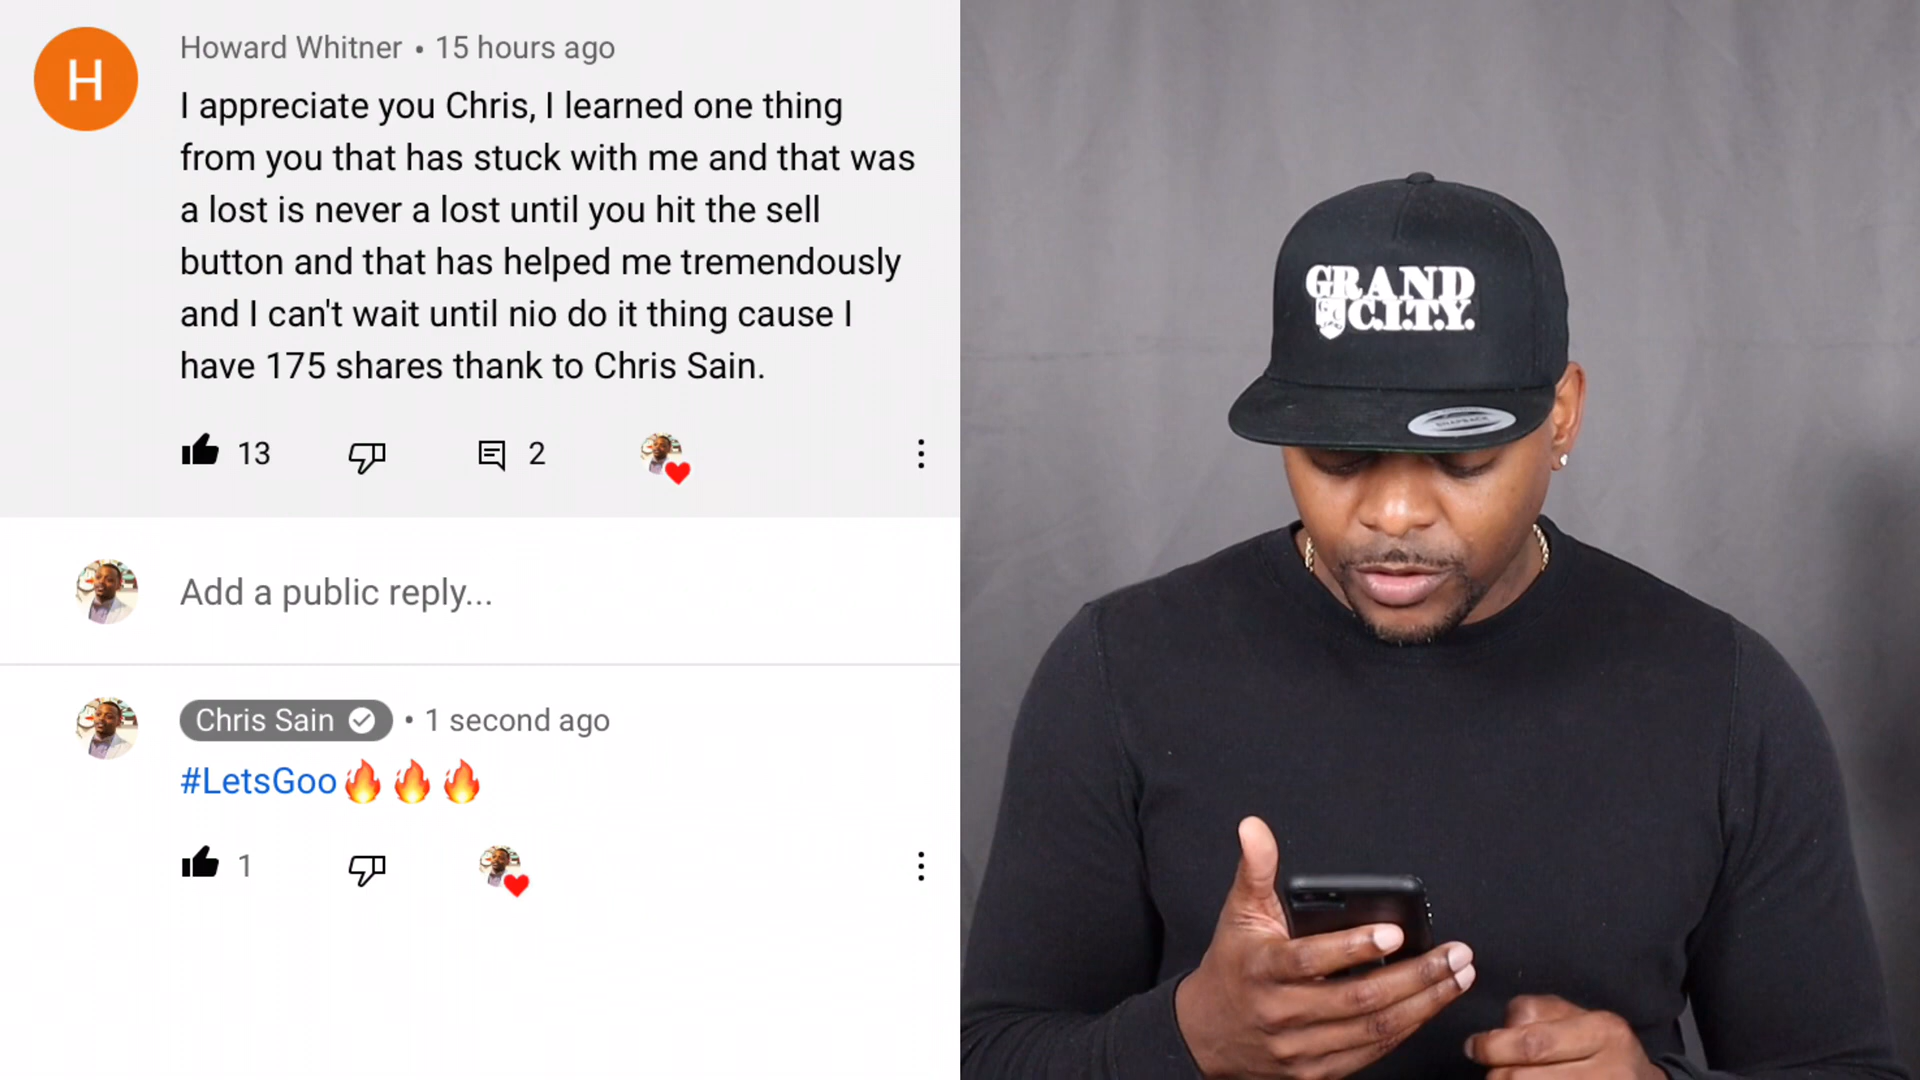 H
Howard Whitner • 15 hours ago
I appreciate you Chris, I learned one thing
from you that has stuck with me and that was
a lost is never a lost until you hit the sell
button and that has helped me tremendously
and I can't wait until nio do it thing cause I
have 175 shares thank to Chris Sain.
13
2
Add a public reply...
Chris Sain • 1 second ago
#LetsGoo🔥🔥🔥
1
GRAND
C.I.T.Y.
SNAPBACK